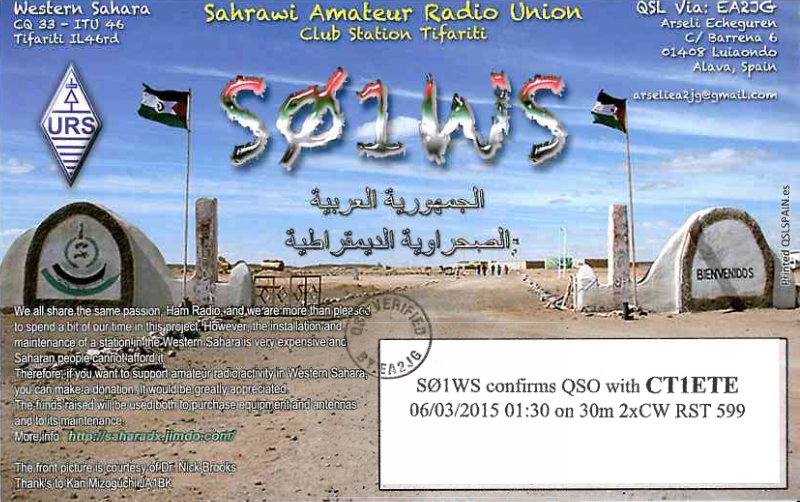 Western Sahara
CQ 33 - ITU 46
Tifariti IL46rd
Sahrawi Amateur Radio Union
Club Station Tifariti
QSL Via: EA2JG
Arseli Echeguren
C/ Barrena 6
01408 Luiaondo
Alava, Spain
arseliea2jg@gmail.com
URS
SØ1WS
الجمهورية العربية
الصحراوية الديمقراطية
BIENVENIDOS
Printed QSLSPAIN.es
We all share the same passion, Ham Radio, and we are more than pleased
to spend a bit of our time in this project. However, the installation and
maintenance of a station in the Western Sahara is very expensive and
Saharan people cannot afford it.
Therefore, if you want to support amateur radio activity in Western Sahara,
you can make a donation. It would be greatly appreciated.
The funds raised will be used both to purchase equipment and antennas
and to its maintenance.
More info http://saharadx.jimdo.com/
The front picture is courtesy of Dr. Nick Brooks
Thank's to Kan Mizoguchi JA1BK
QSL VERIFIED
BY EA2JG
SØ1WS confirms QSO with CT1ETE
06/03/2015 01:30 on 30m 2xCW RST 599